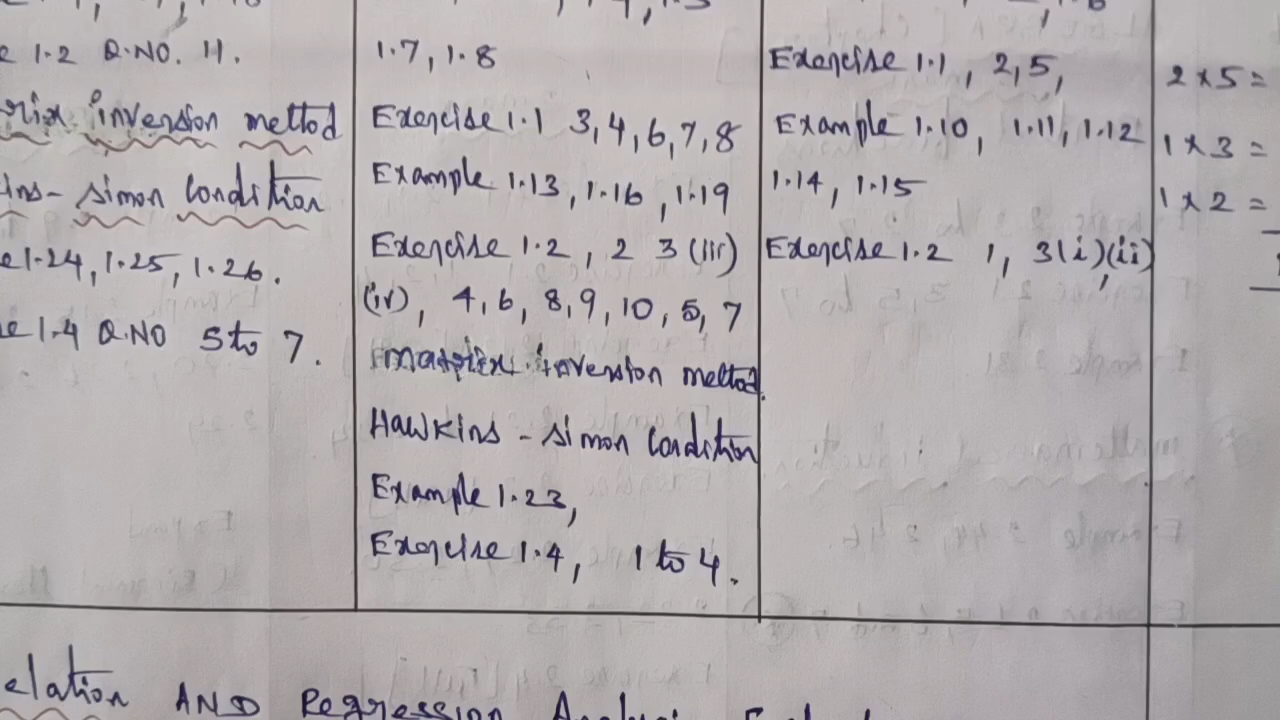 1.2 Q.NO. 11.
inversion method
simon condition
1.24, 1.25, 1.26.
1.4 Q.NO 5 to 7.
1.7, 1.8
Exercise 1.1 3,4,6,7,8
Example 1.13, 1.16, 1.19
Exercise 1.2, 2 3 (iii)
(iv), 4, 6, 8, 9, 10, 5, 7
matrix inversion method.
Hawkins - simon condition
Example 1.23,
Exercise 1.4, 1 to 4.
Exercise 1.1, 2,5,
Example 1.10, 1.11, 1.12
1.14, 1.15
Exercise 1.2 1, 3(i),(ii)
2 x 5 =
1 x 3 =
1 x 2 =
elation AND Regression